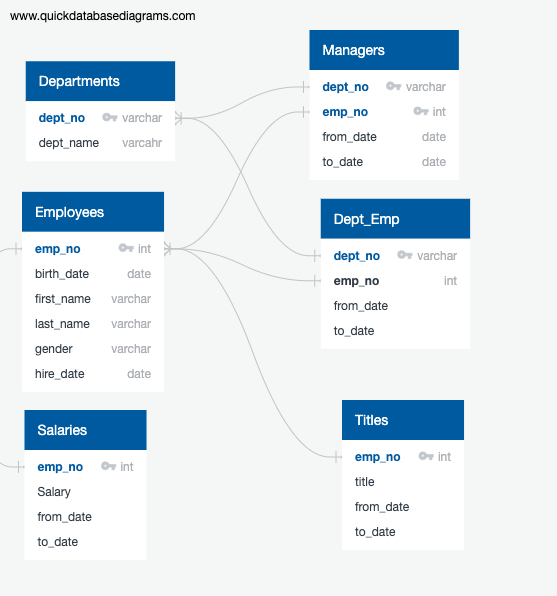 www.quickdatabasediagrams.com
Departments
dept_no varchar
dept_name varcahr
Employees
emp_no int
birth_date date
first_name varchar
last_name varchar
gender varchar
hire_date date
Salaries
emp_no int
Salary
from_date
to_date
Managers
dept_no varchar
emp_no int
from_date date
to_date date
Dept_Emp
dept_no varchar
emp_no int
from_date
to_date
Titles
emp_no int
title
from_date
to_date